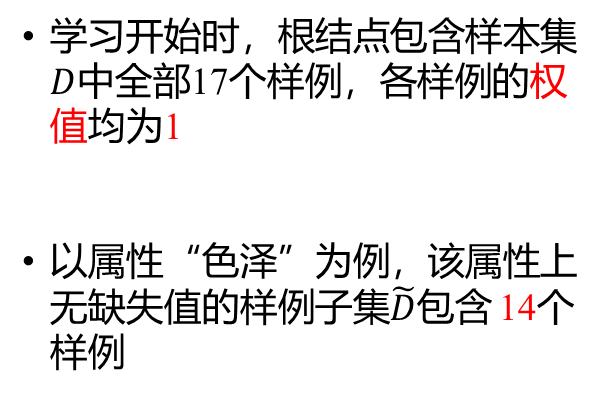 • 学习开始时，根结点包含样本集
D中全部17个样例，各样例的权
值均为1
• 以属性“色泽”为例，该属性上
无缺失值的样例子集D̃包含 14个
样例